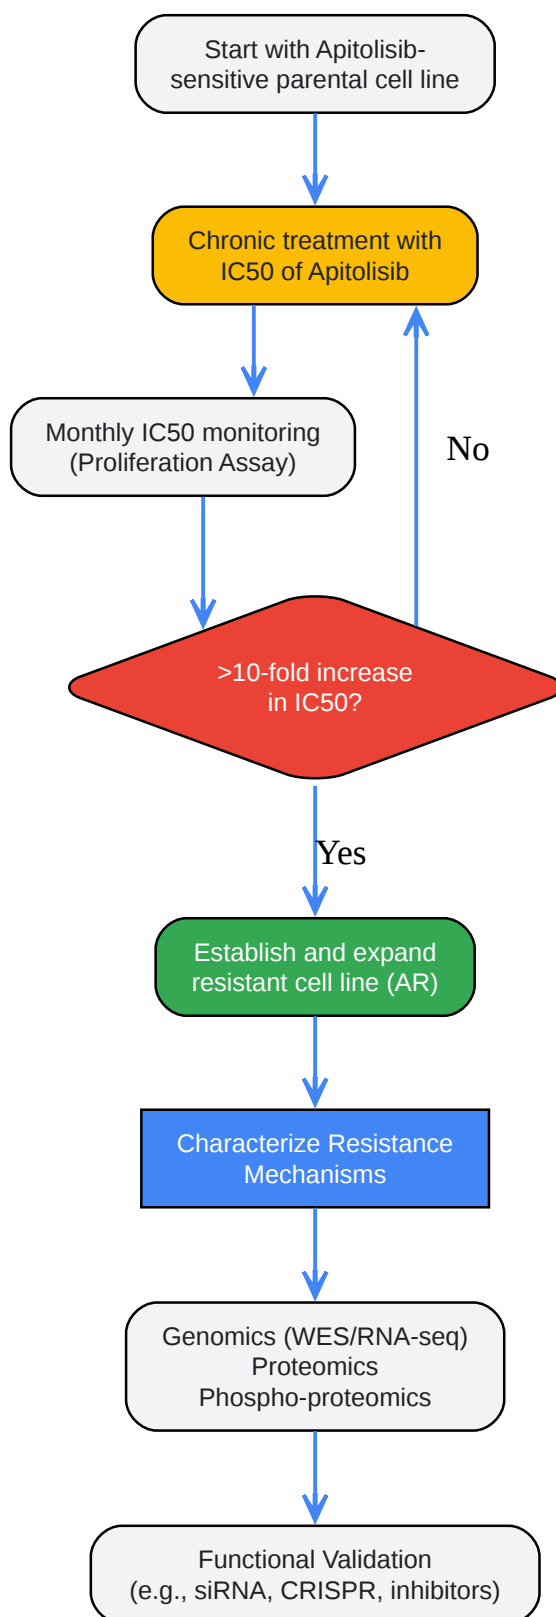 Start with Apitolisib-
sensitive parental cell line
Chronic treatment with
IC50 of Apitolisib
Monthly IC50 monitoring
(Proliferation Assay)
No
>10-fold increase
in IC50?
Yes
Establish and expand
resistant cell line (AR)
Characterize Resistance
Mechanisms
Genomics (WES/RNA-seq)
Proteomics
Phospho-proteomics
Functional Validation
(e.g., siRNA, CRISPR, inhibitors)